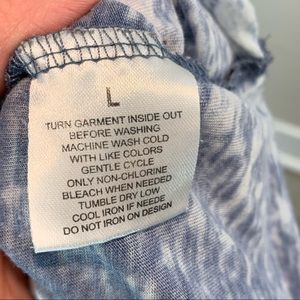 L
TURN GARMENT INSIDE OUT
BEFORE WASHING
MACHINE WASH COLD
WITH LIKE COLORS
GENTLE CYCLE
ONLY NON-CHLORINE
BLEACH WHEN NEEDED
TUMBLE DRY LOW
COOL IRON IF NEEDE
DO NOT IRON ON DESIGN